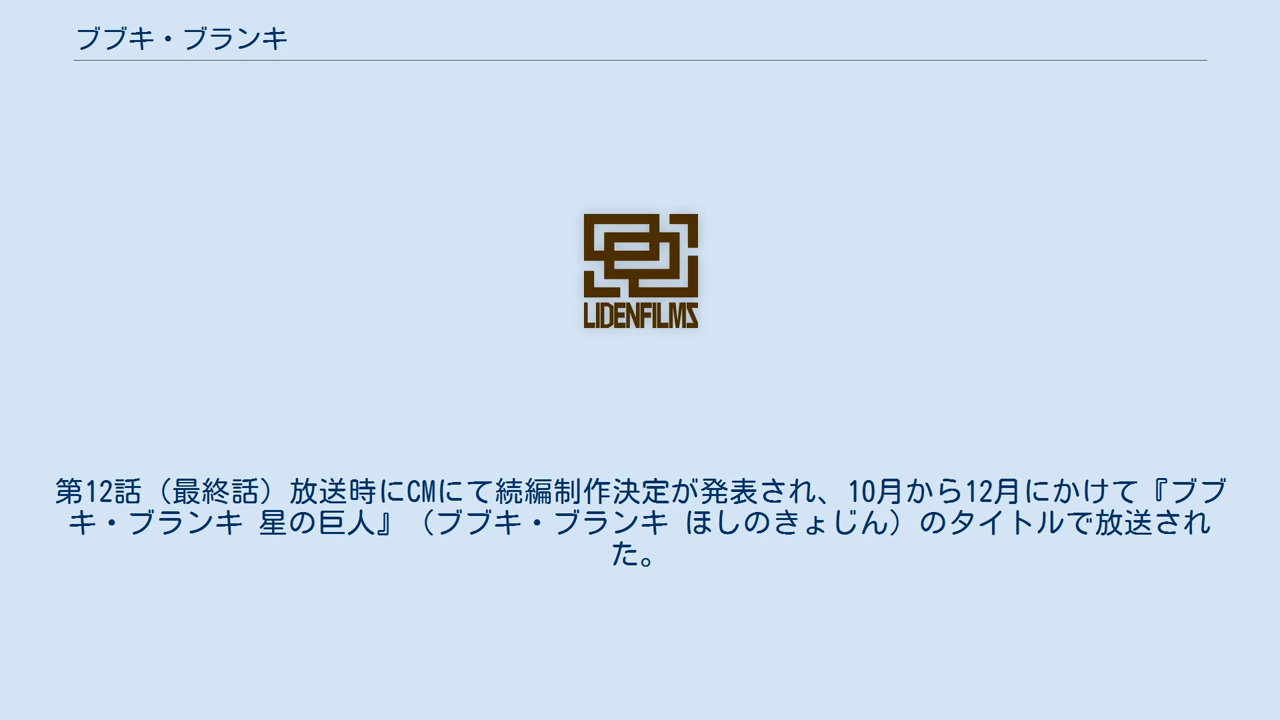 ブブキ・ブランキ
LIDENFILMS
第12話（最終話）放送時にCMにて続編制作決定が発表され、10月から12月にかけて『ブブ
キ・ブランキ 星の巨人』（ブブキ・ブランキ ほしのきょじん）のタイトルで放送され
た。